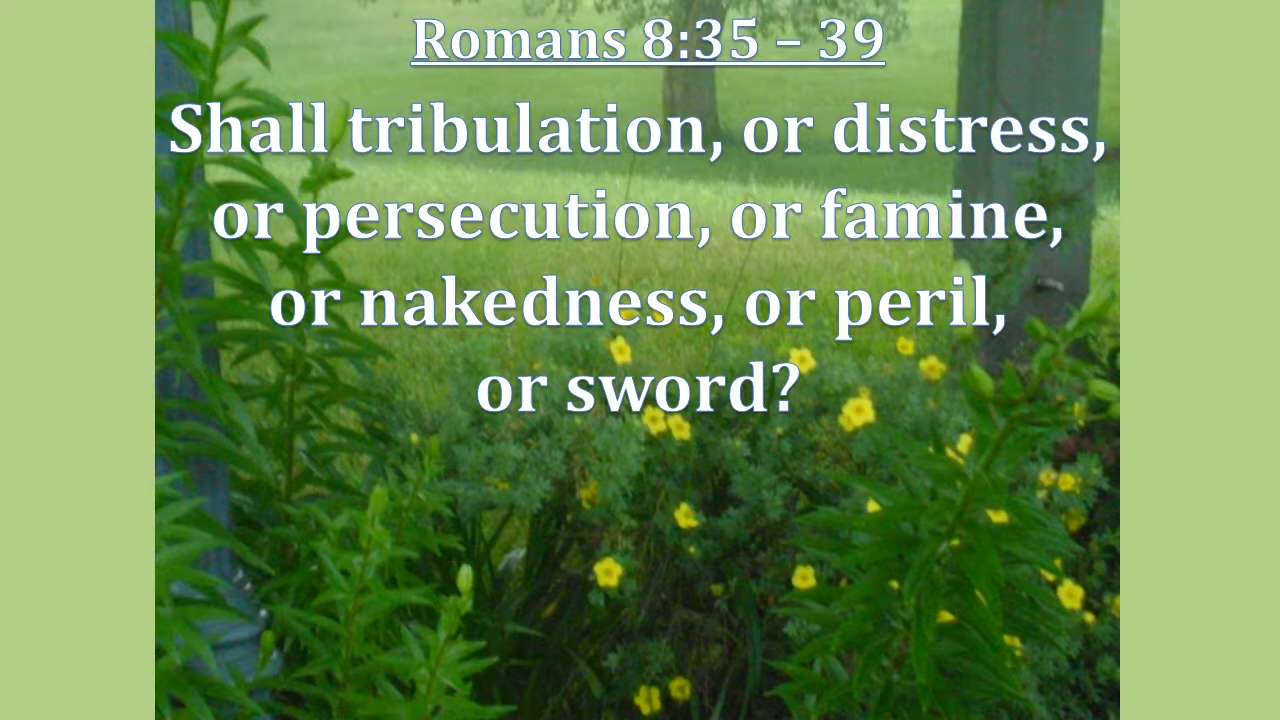 Romans 8:35 – 39
Shall tribulation, or distress,
or persecution, or famine,
or nakedness, or peril,
or sword?